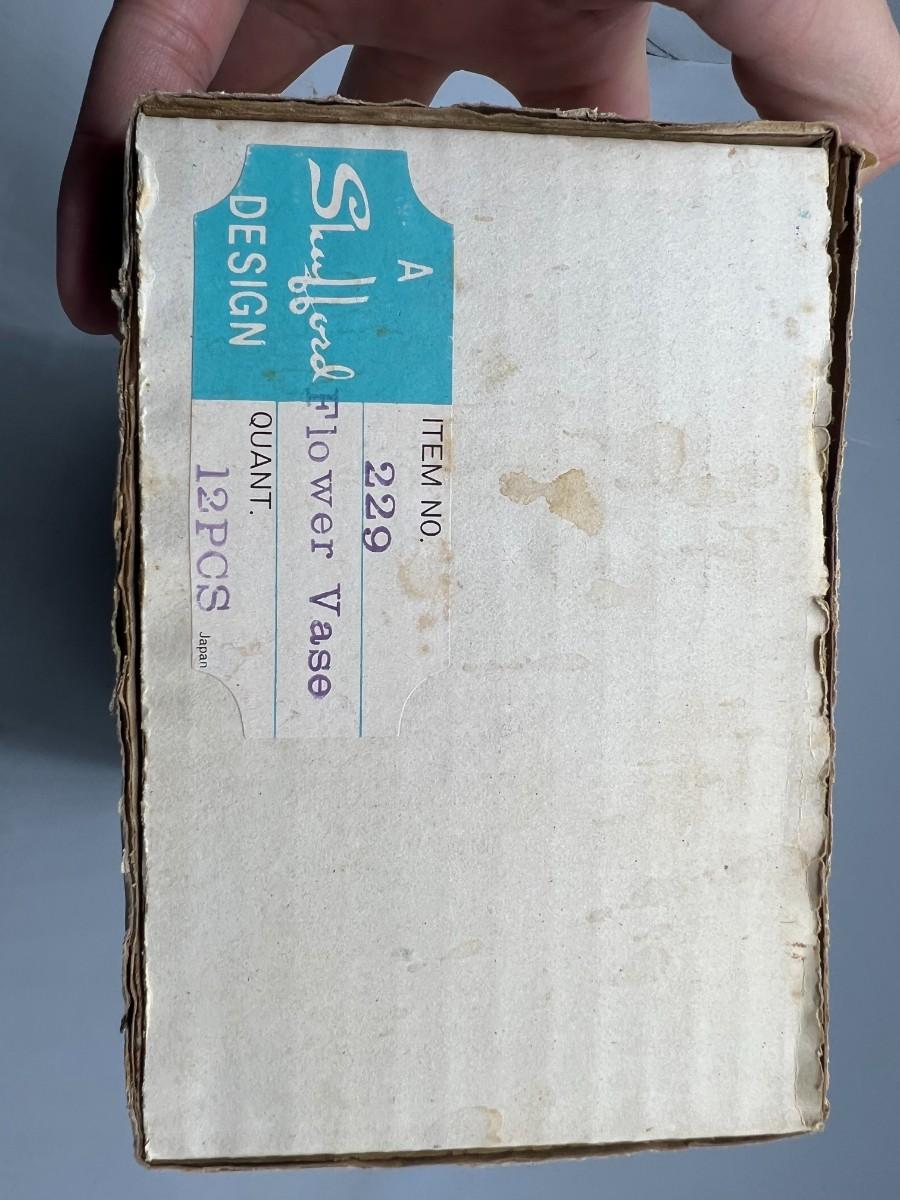 A
Shafford
DESIGN
ITEM NO.
229
Flower Vase
QUANT.
12PCS
Japan